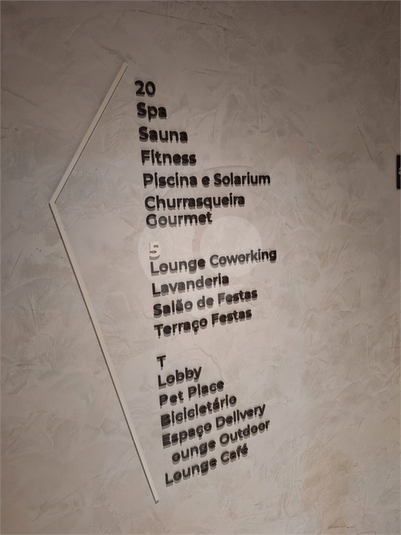 20
Spa
Sauna
Fitness
Piscina e Solarium
Churrasqueira
Gourmet
5
Lounge Coworking
Lavanderia
Salão de Festas
Terraço Festas
T
Lobby
Pet Place
Bicicletário
Espaço Delivery
ounge Outdoor
Lounge Café